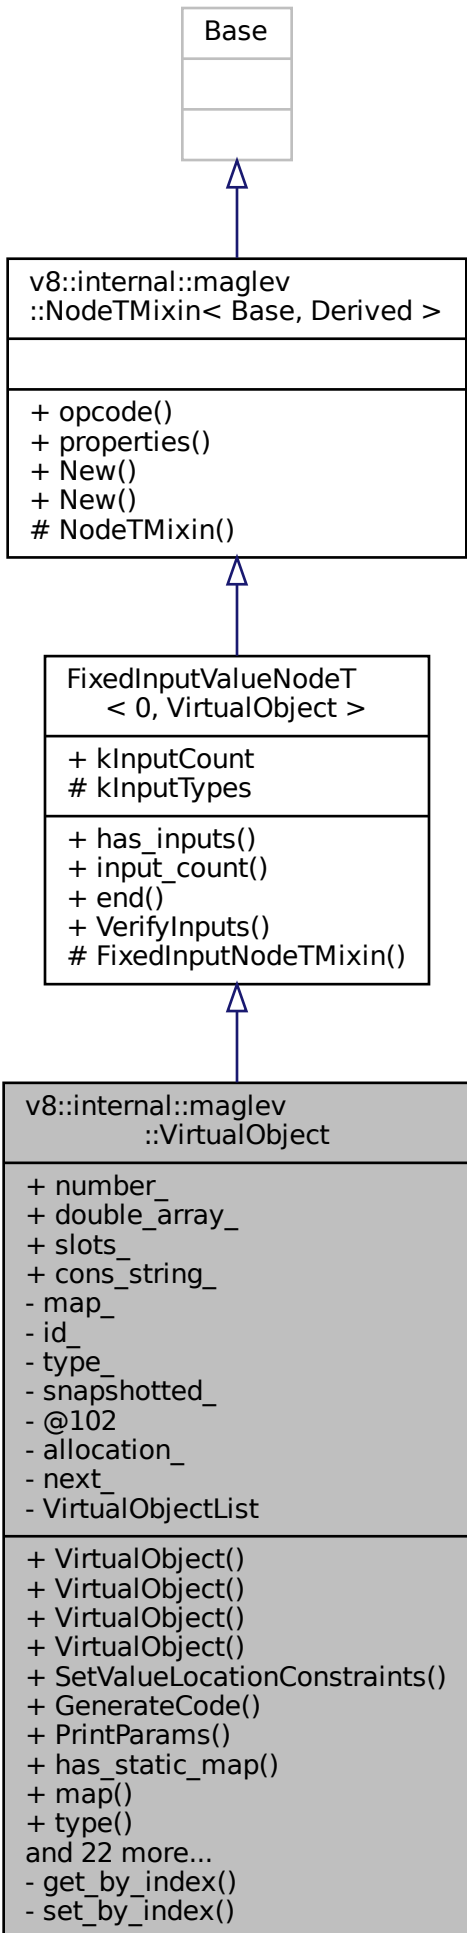 Base
v8::internal::maglev
::NodeTMixin< Base, Derived >
+ opcode()
+ properties()
+ New()
+ New()
# NodeTMixin()
FixedInputValueNodeT
< 0, VirtualObject >
+ kInputCount
# kInputTypes
+ has_inputs()
+ input_count()
+ end()
+ VerifyInputs()
# FixedInputNodeTMixin()
v8::internal::maglev
::VirtualObject
+ number_
+ double_array_
+ slots_
+ cons_string_
- map_
- id_
- type_
- snapshotted_
- @102
- allocation_
- next_
- VirtualObjectList
+ VirtualObject()
+ VirtualObject()
+ VirtualObject()
+ VirtualObject()
+ SetValueLocationConstraints()
+ GenerateCode()
+ PrintParams()
+ has_static_map()
+ map()
+ type()
and 22 more...
- get_by_index()
- set_by_index()